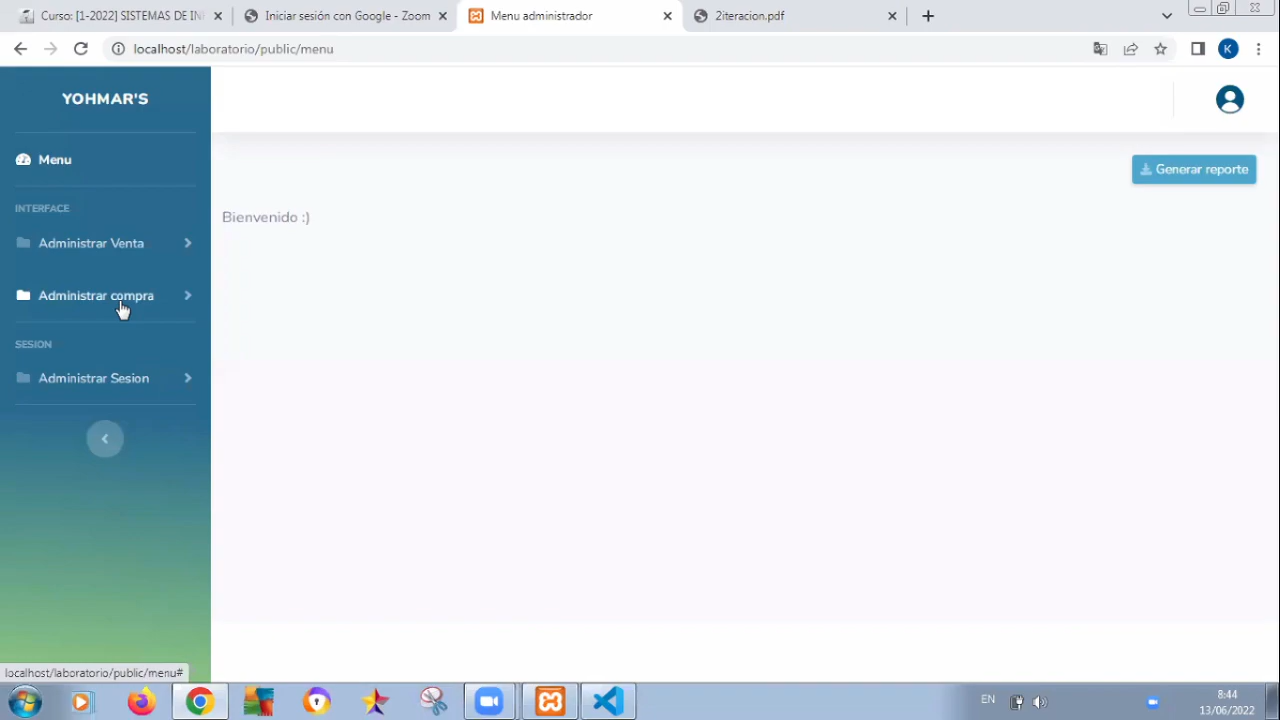 Curso: [1-2022] SISTEMAS DE INF
Iniciar sesión con Google - Zoom
Menu administrador
2iteracion.pdf
localhost/laboratorio/public/menu
K
YOHMAR'S
Menu
Generar reporte
INTERFACE
Bienvenido :)
Administrar Venta
Administrar compra
SESION
Administrar Sesion
localhost/laboratorio/public/menu#
EN
8:44
13/06/2022